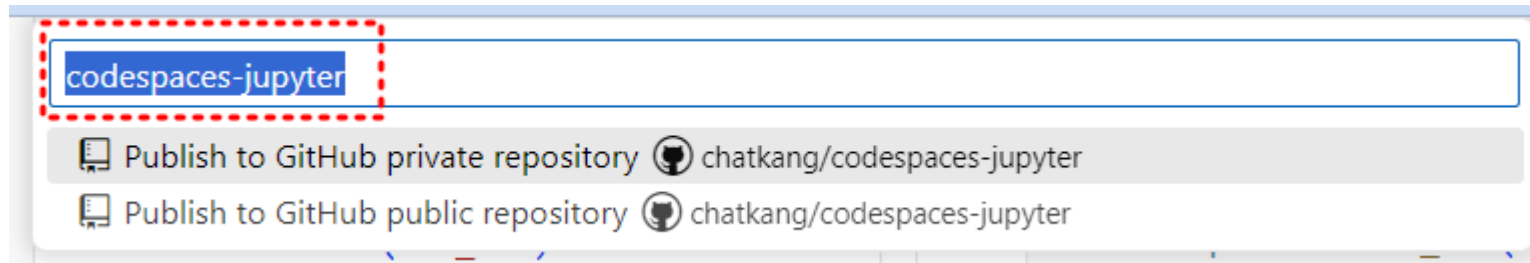 codespaces-jupyter
Publish to GitHub private repository chatkang/codespaces-jupyter
Publish to GitHub public repository chatkang/codespaces-jupyter